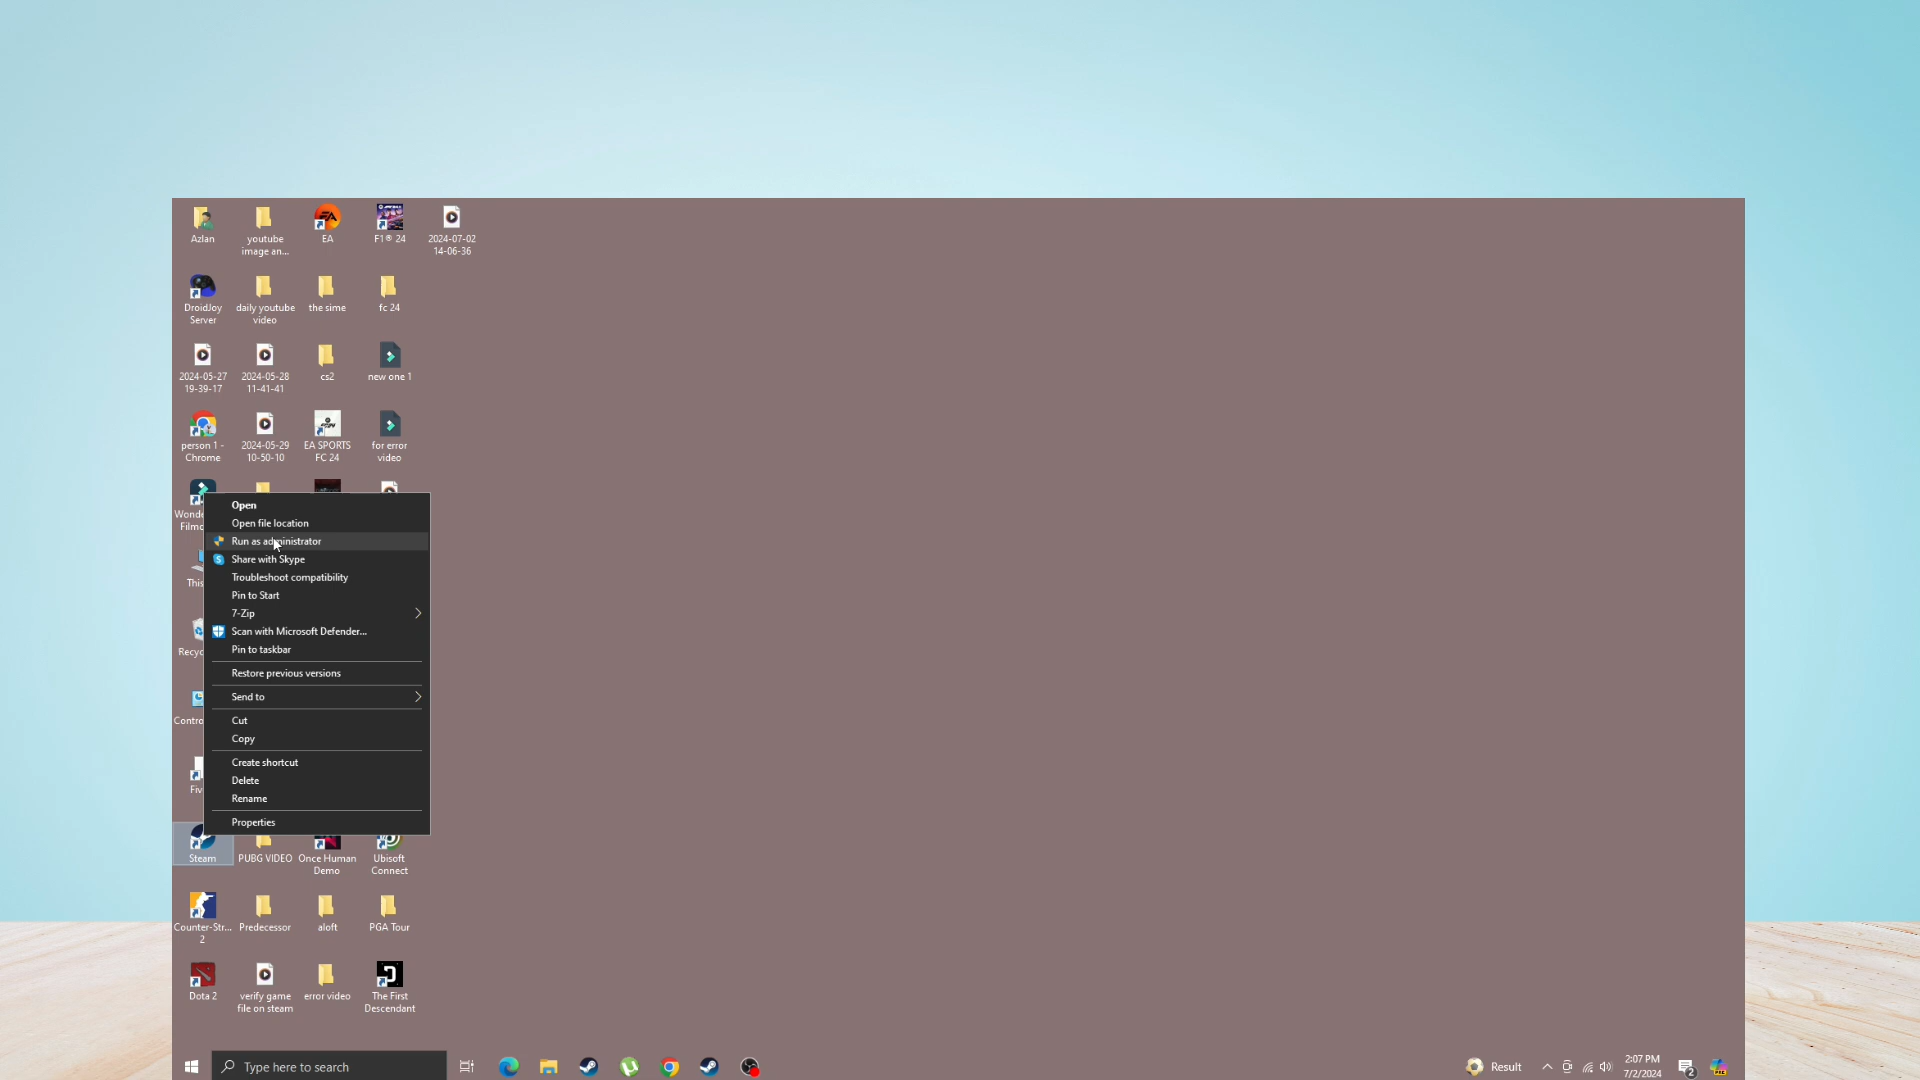 Azlan
youtube
image an...
EA
F1® 24
2024-07-02
14-06-36
DroidJoy
Server
daily youtube
video
the sime
fc 24
2024-05-27
19-39-17
2024-05-28
11-41-41
cs2
new one 1
person 1 -
Chrome
2024-05-29
10-50-10
EA SPORTS
FC 24
for error
video
Wonde
Filmo
This
Recyc
Contro
Fiv
Open
Open file location
Run as administrator
Share with Skype
Troubleshoot compatibility
Pin to Start
7-Zip
Scan with Microsoft Defender...
Pin to taskbar
Restore previous versions
Send to
Cut
Copy
Create shortcut
Delete
Rename
Properties
Steam
PUBG VIDEO
Once Human
Demo
Ubisoft
Connect
Counter-Str...
2
Predecessor
aloft
PGA Tour
Dota 2
verify game
file on steam
error video
The First
Descendant
Type here to search
Result
2:07 PM
7/2/2024
2